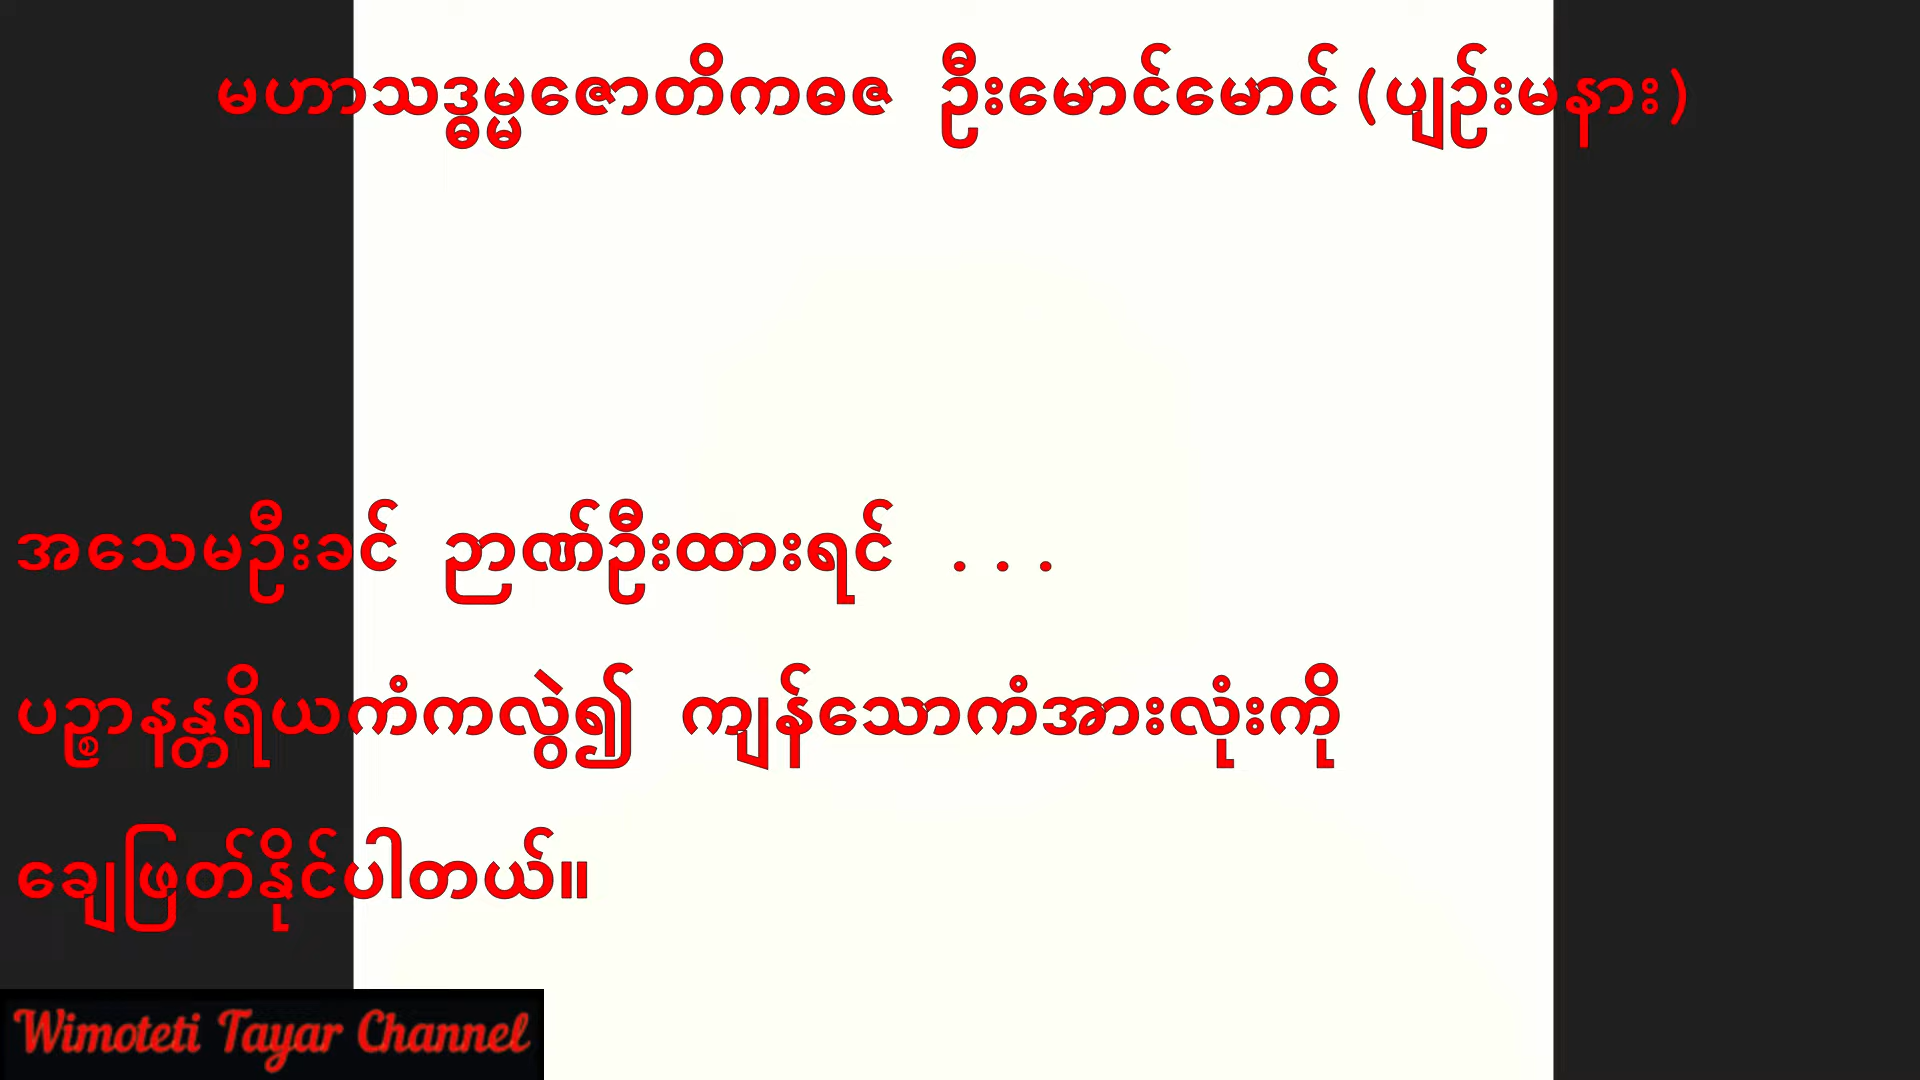 မဟာသဒ္ဓမ္မဇောတိကဓဇ ဦးမောင်မောင် (ပျဉ်းမနား)
အသေမဦးခင် ဉာဏ်ဦးထားရင် . . .
ပဉ္စာနန္တရိယကံကလွဲ၍ ကျန်သောကံအားလုံးကို
ချေဖြတ်နိုင်ပါတယ်။
Wimoteti Tayar Channel